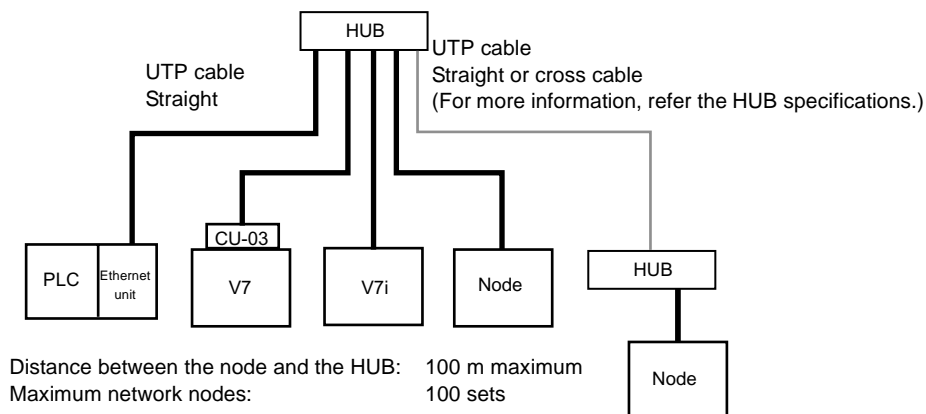 HUB
UTP cable
Straight
UTP cable
Straight or cross cable
(For more information, refer the HUB specifications.)
CU-03
PLC
Ethernet
unit
V7
V7i
Node
HUB
Node
Distance between the node and the HUB: 100 m maximum
Maximum network nodes: 100 sets